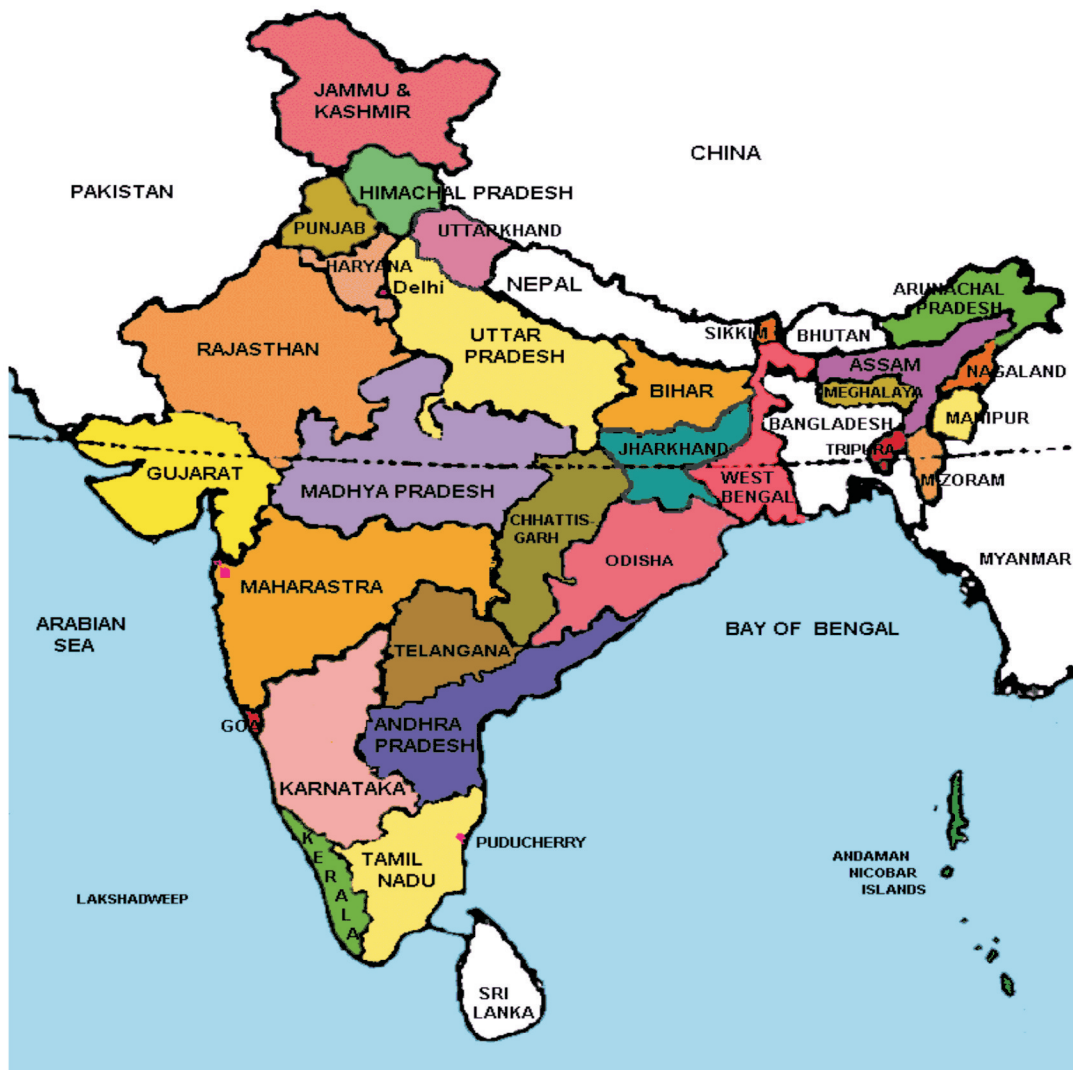 JAMMU &
KASHMIR
CHINA
PAKISTAN
HIMACHAL PRADESH
PUNJAB
UTTARKHAND
HARYANA
Delhi
NEPAL
ARUNACHAL
PRADESH
SIKKIM
BHUTAN
RAJASTHAN
UTTAR
PRADESH
ASSAM
NAGALAND
BIHAR
MEGHALAYA
BANGLADESH
MANIPUR
JHARKHAND
TRIPURA
GUJARAT
MADHYA PRADESH
WEST
BENGAL
MIZORAM
CHHATTIS-
GARH
ODISHA
MYANMAR
MAHARASTRA
ARABIAN
SEA
BAY OF BENGAL
TELANGANA
GOA
ANDHRA
PRADESH
KARNATAKA
PUDUCHERRY
KERALA
TAMIL
NADU
ANDAMAN
NICOBAR
ISLANDS
LAKSHADWEEP
SRI
LANKA